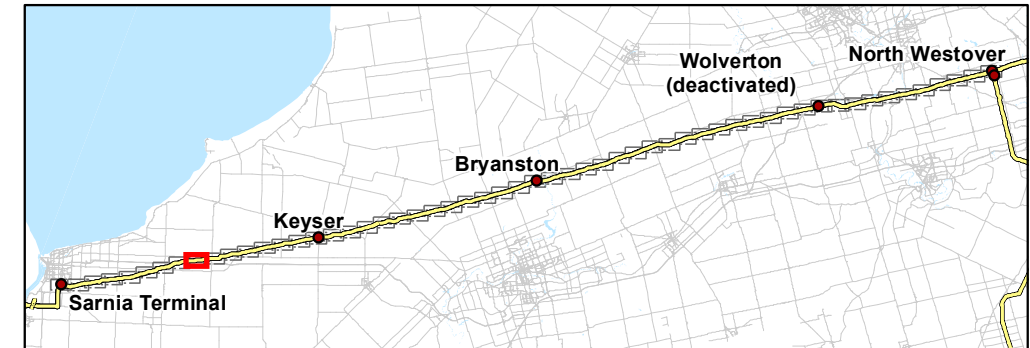 Wolverton
(deactivated)
North Westover
Bryanston
Keyser
Sarnia Terminal